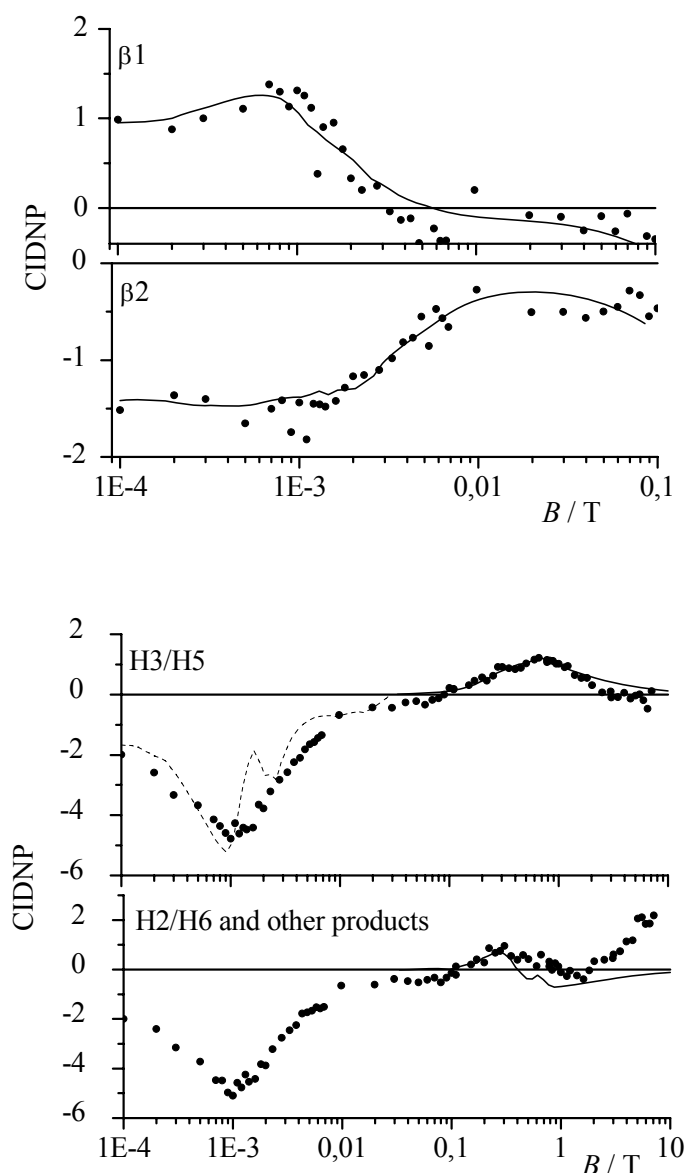 2
β1
1
0
CIDNP
0
β2
-1
-2
1E-4 1E-3 0,01 0,1
B / T
2
H3/H5
0
-2
-4
-6
CIDNP
2
H2/H6 and other products
0
-2
-4
-6
1E-4 1E-3 0,01 0,1 1 10
B / T